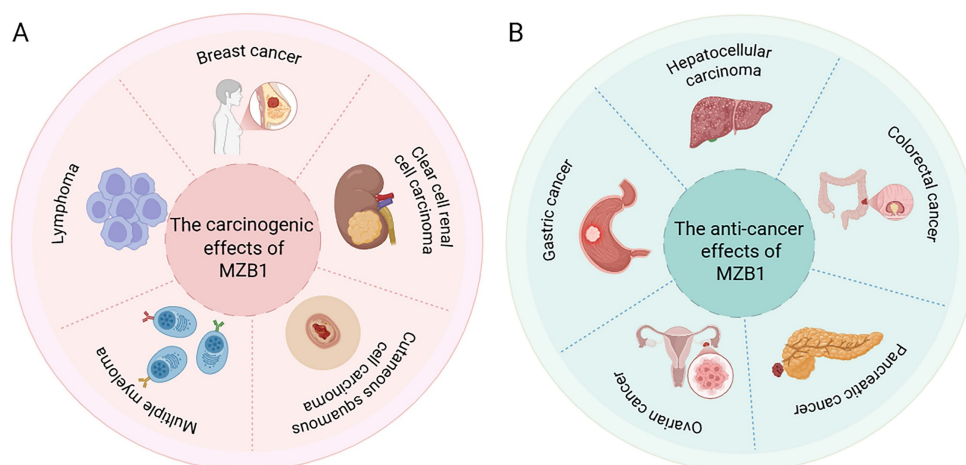 A
Breast cancer
Clear cell renal
cell carcinoma
Cutaneous squamous
cell carcinoma
Multiple myeloma
Lymphoma
The carcinogenic
effects of
MZB1
B
Hepatocellular
carcinoma
Colorectal cancer
Pancreatic cancer
Ovarian cancer
Gastric cancer
The anti-cancer
effects of
MZB1